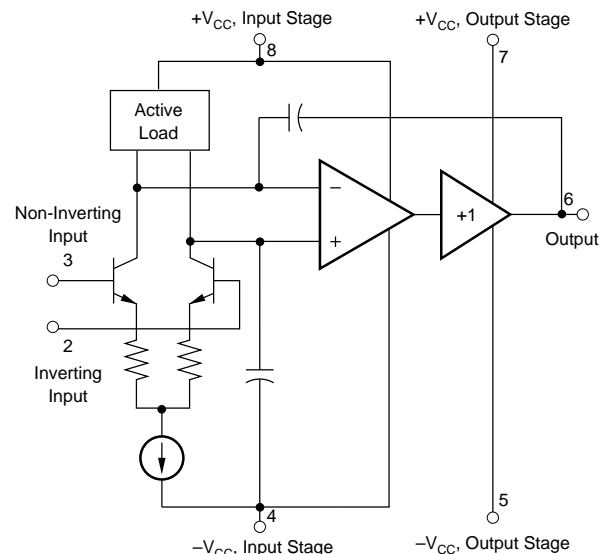 +VCC, Input Stage
+VCC, Output Stage
8
7
Active
Load
−
+
+1
6
Output
Non-Inverting
Input
3
2
Inverting
Input
4
5
–VCC, Input Stage
–VCC, Output Stage